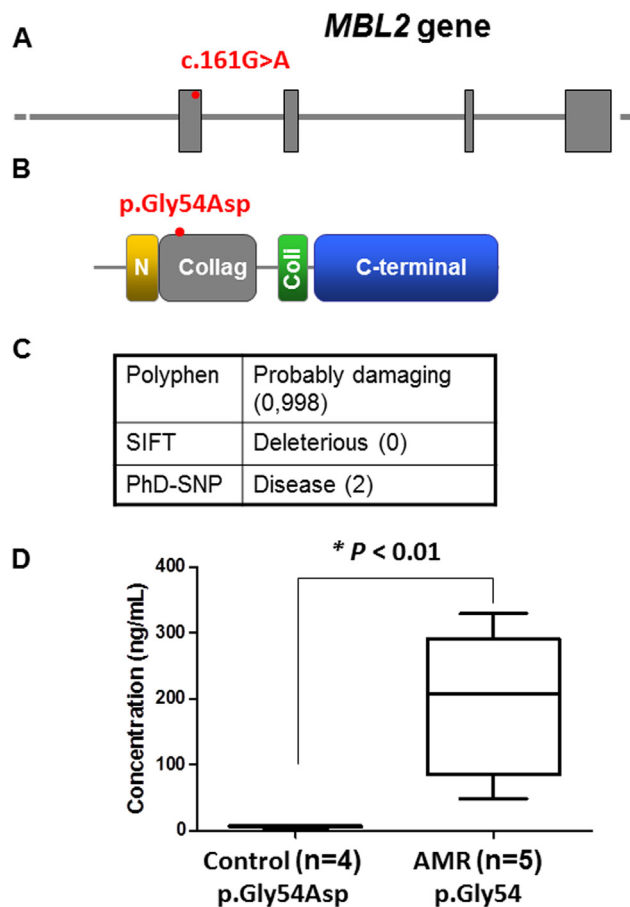 MBL2 gene
A
c.161G>A
B
p.Gly54Asp
N Collag Coli C-terminal
C
Polyphen Probably damaging
(0,998)
SIFT Deleterious (0)
PhD-SNP Disease (2)
D
* P < 0.01
Concentration (ng/mL)
400
300
200
100
0
Control (n=4) AMR (n=5)
p.Gly54Asp p.Gly54